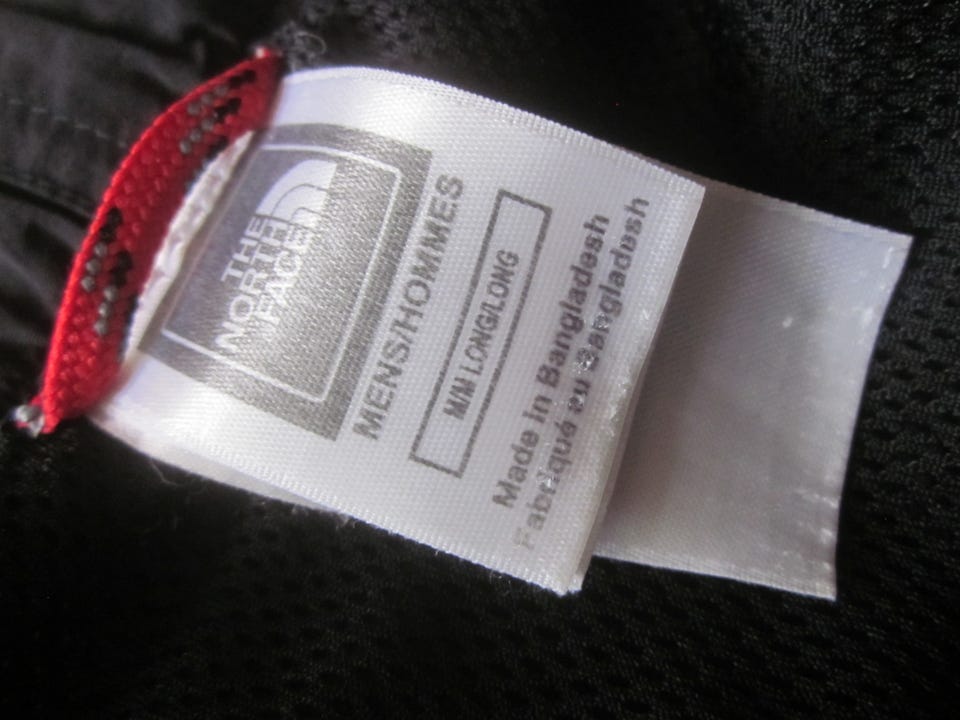 THE
NORTH
FACE
MENS/HOMMES
M/M LONG/LONG
Made in Bangladesh
Fabriqué au Bangladesh